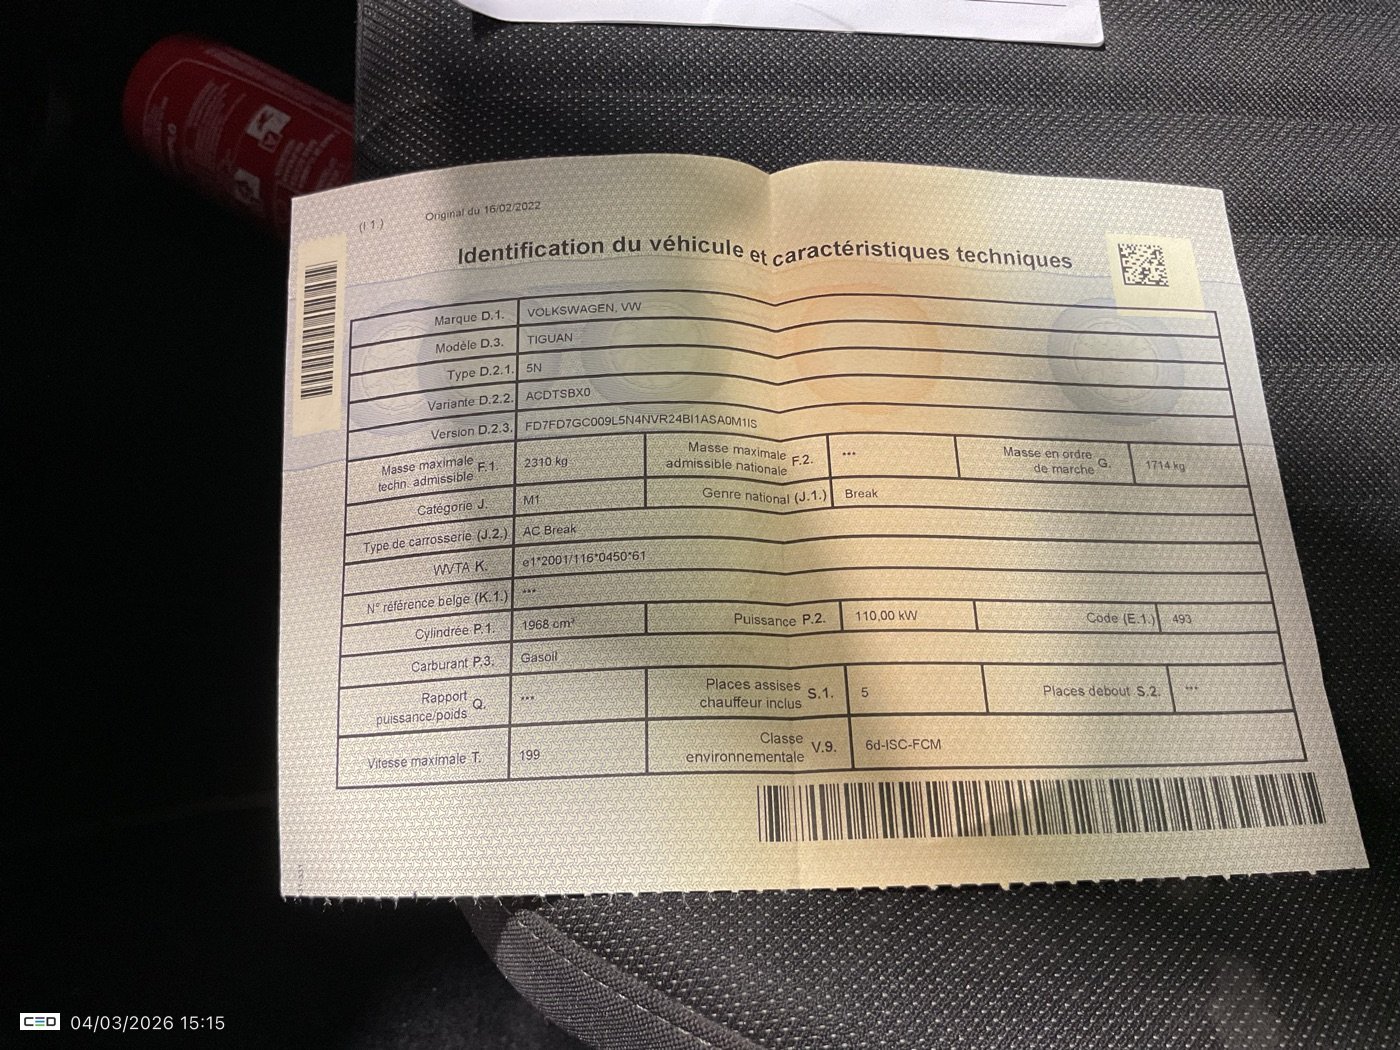 (I 1)
Original du 16/02/2022
Identification du véhicule et caractéristiques techniques
Marque D.1. VOLKSWAGEN, VW
Modèle D.3. TIGUAN
Type D.2.1. 5N
Variante D.2.2. ACDTSBX0
Version D.2.3. FD7FD7GC009L5N4NVR24BI1ASA0M1IS
Masse maximale techn. admissible F.1. 2310 kg Masse maximale admissible nationale F.2. *** Masse en ordre de marche G. 1714 kg
Catégorie J. M1 Genre national (J.1.) Break
Type de carrosserie (J.2.) AC Break
WVTA K. e1*2001/116*0450*61
N° référence belge (K.1.) ***
Cylindrée P.1. 1968 cm³ Puissance P.2. 110,00 kW Code (E.1.) 493
Carburant P.3. Gasoil
Rapport puissance/poids Q. *** Places assises chauffeur inclus S.1. 5 Places debout S.2. ***
Vitesse maximale T. 199 Classe environnementale V.9. 6d-ISC-FCM
CED 04/03/2026 15:15